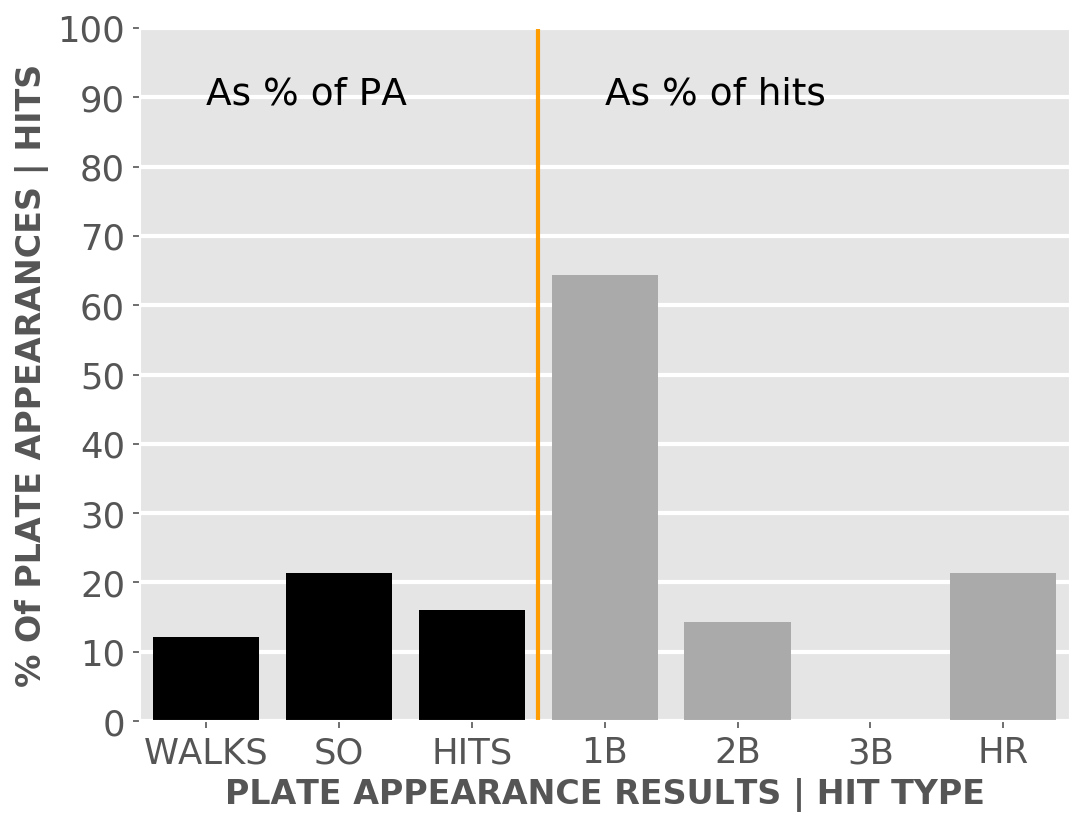 % Of PLATE APPEARANCES | HITS
100
90
80
70
60
50
40
30
20
10
0
As % of PA
As % of hits
WALKS SO HITS 1B 2B 3B HR
PLATE APPEARANCE RESULTS | HIT TYPE